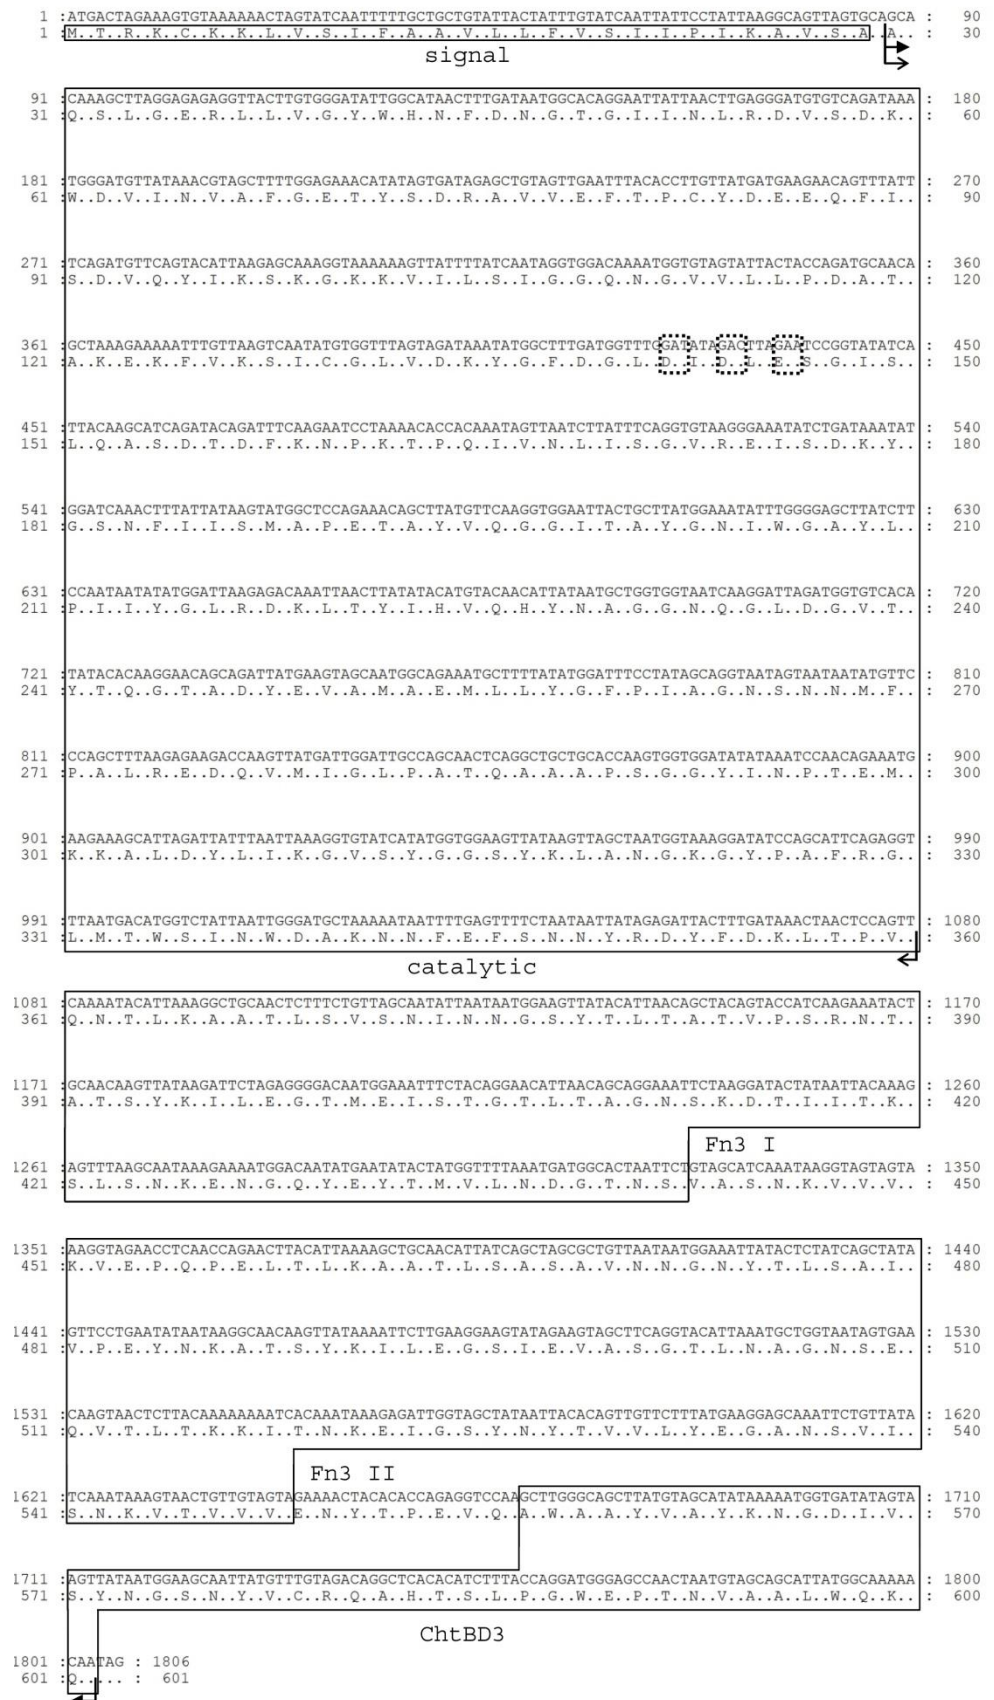 1 :ATGACTAGAAAGTGTAAAAAACTAGTATCAATTTTTGCTGCTGTATTACTATTTGTATCAATTATTCCTATTAAGGCAGTTAGTGCAGCA : 90
1 :M..T..R..K..C..K..K..L..V..S..I..F..A..A..V..L..L..F..V..S..I..I..P..I..K..A..V..S..A..A.. : 30
signal
91 :CAAAGCTTAGGAGAGAGGTTACTTGTGGGATATTGGCATAACTTTGATAATGGCACAGGAATTATTAACTTGAGGGATGTGTCAGATAAA : 180
31 :Q..S..L..G..E..R..L..L..V..G..Y..W..H..N..F..D..N..G..T..G..I..I..N..L..R..D..V..S..D..K.. : 60
181 :TGGGATGTTATAAACGTAGCTTTTGGAGAAACATATAGTGATAGAGCTGTAGTTGAATTTACACCTTGTTATGATGAAGAACAGTTTATT : 270
61 :W..D..V..I..N..V..A..F..G..E..T..Y..S..D..R..A..V..V..E..F..T..P..C..Y..D..E..E..Q..F..I.. : 90
271 :TCAGATGTTCAGTACATTAAGAGCAAAGGTAAAAAAGTTATTTTATCAATAGGTGGACAAAATGGTGTAGTATTACTACCAGATGCAACA : 360
91 :S..D..V..Q..Y..I..K..S..K..G..K..K..V..I..L..S..I..G..G..Q..N..G..V..V..L..L..P..D..A..T.. : 120
361 :GCTAAAGAAAAATTTGTTAAGTCAATATGTGGTTTAGTAGATAAATATGGCTTTGATGGTTTGGATATAGACTTAGAATCCGGTATATCA : 450
121 :A..K..E..K..F..V..K..S..I..C..G..L..V..D..K..Y..G..F..D..G..L..D..I..D..L..E..S..G..I..S.. : 150
451 :TTACAAGCATCAGATACAGATTTCAAGAATCCTAAAACACCACAAATAGTTAATCTTATTTCAGGTGTAAGGGAAATATCTGATAAATAT : 540
151 :L..Q..A..S..D..T..D..F..K..N..P..K..T..P..Q..I..V..N..L..I..S..G..V..R..E..I..S..D..K..Y.. : 180
541 :GGATCAAACTTTATTATAAGTATGGCTCCAGAAACAGCTTATGTTCAAGGTGGAATTACTGCTTATGGAAATATTTGGGGAGCTTATCTT : 630
181 :G..S..N..F..I..I..S..M..A..P..E..T..A..Y..V..Q..G..G..I..T..A..Y..G..N..I..W..G..A..Y..L.. : 210
631 :CCAATAATATATGGATTAAGAGACAAATTAACTTATATACATGTACAACATTATAATGCTGGTGGTAATCAAGGATTAGATGGTGTCACA : 720
211 :P..I..I..Y..G..L..R..D..K..L..T..Y..I..H..V..Q..H..Y..N..A..G..G..N..Q..G..L..D..G..V..T.. : 240
721 :TATACACAAGGAACAGCAGATTATGAAGTAGCAATGGCAGAAATGCTTTTATATGGATTTCCTATAGCAGGTAATAGTAATAATATGTTC : 810
241 :Y..T..Q..G..T..A..D..Y..E..V..A..M..A..E..M..L..L..Y..G..F..P..I..A..G..N..S..N..N..M..F.. : 270
811 :CCAGCTTTAAGAGAAGACCAAGTTATGATTGGATTGCCAGCAACTCAGGCTGCTGCACCAAGTGGTGGATATATAAATCCAACAGAAATG : 900
271 :P..A..L..R..E..D..Q..V..M..I..G..L..P..A..T..Q..A..A..A..P..S..G..G..Y..I..N..P..T..E..M.. : 300
901 :AAGAAAGCATTAGATTATTTAATTAAAGGTGTATCATATGGTGGAAGTTATAAGTTAGCTAATGGTAAAGGATATCCAGCATTCAGAGGT : 990
301 :K..K..A..L..D..Y..L..I..K..G..V..S..Y..G..G..S..Y..K..L..A..N..G..K..G..Y..P..A..F..R..G.. : 330
991 :TTAATGACATGGTCTATTAATTGGGATGCTAAAAATAATTTTGAGTTTTCTAATAATTATAGAGATTACTTTGATAAACTAACTCCAGTT : 1080
331 :L..M..T..W..S..I..N..W..D..A..K..N..N..F..E..F..S..N..N..Y..R..D..Y..F..D..K..L..T..P..V.. : 360
catalytic
1081 :CAAAATACATTAAAGGCTGCAACTCTTTCTGTTAGCAATATTAATAATGGAAGTTATACATTAACAGCTACAGTACCATCAAGAAATACT : 1170
361 :Q..N..T..L..K..A..A..T..L..S..V..S..N..I..N..N..G..S..Y..T..L..T..A..T..V..P..S..R..N..T.. : 390
1171 :GCAACAAGTTATAAGATTCTAGAGGGGACAATGGAAATTTCTACAGGAACATTAACAGCAGGAAATTCTAAGGATACTATAATTACAAAG : 1260
391 :A..T..S..Y..K..I..L..E..G..T..M..E..I..S..T..G..T..L..T..A..G..N..S..K..D..T..I..I..T..K.. : 420
Fn3 I
1261 :AGTTTAAGCAATAAAGAAAATGGACAATATGAATATACTATGGTTTTAAATGATGGCACTAATTCTGTAGCATCAAATAAGGTAGTAGTA : 1350
421 :S..L..S..N..K..E..N..G..Q..Y..E..Y..T..M..V..L..N..D..G..T..N..S..V..A..S..N..K..V..V..V.. : 450
1351 :AAGGTAGAACCTCAACCAGAACTTACATTAAAAGCTGCAACATTATCAGCTAGCGCTGTTAATAATGGAAATTATACTCTATCAGCTATA : 1440
451 :K..V..E..P..Q..P..E..L..T..L..K..A..A..T..L..S..A..S..A..V..N..N..G..N..Y..T..L..S..A..I.. : 480
1441 :GTTCCTGAATATAATAAGGCAACAAGTTATAAAATTCTTGAAGGAAGTATAGAAGTAGCTTCAGGTACATTAAATGCTGGTAATAGTGAA : 1530
481 :V..P..E..Y..N..K..A..T..S..Y..K..I..L..E..G..S..I..E..V..A..S..G..T..L..N..A..G..N..S..E.. : 510
1531 :CAAGTAACTCTTACAAAAAAAATCACAAATAAAGAGATTGGTAGCTATAATTACACAGTTGTTCTTTATGAAGGAGCAAATTCTGTTATA : 1620
511 :Q..V..T..L..T..K..K..I..T..N..K..E..I..G..S..Y..N..Y..T..V..V..L..Y..E..G..A..N..S..V..I.. : 540
Fn3 II
1621 :TCAAATAAAGTAACTGTTGTAGTAGAAAACTACACACCAGAGGTCCAAGCTTGGGCAGCTTATGTAGCATATAAAAATGGTGATATAGTA : 1710
541 :S..N..K..V..T..V..V..V..E..N..Y..T..P..E..V..Q..A..W..A..A..Y..V..A..Y..K..N..G..D..I..V.. : 570
1711 :AGTTATAATGGAAGCAATTATGTTTGTAGACAGGCTCACACATCTTTACCAGGATGGGAGCCAACTAATGTAGCAGCATTATGGCAAAAA : 1800
571 :S..Y..N..G..S..N..Y..V..C..R..Q..A..H..T..S..L..P..G..W..E..P..T..N..V..A..A..L..W..Q..K.. : 600
ChtBD3
1801 :CAATAG : 1806
601 :Q..... : 601